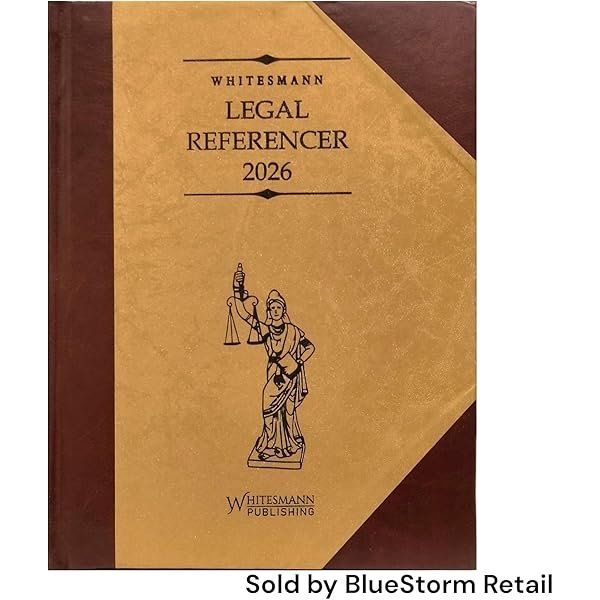 WHITESMANN
LEGAL
REFERENCER
2026
WHITESMANN
PUBLISHING
Sold by BlueStorm Retail